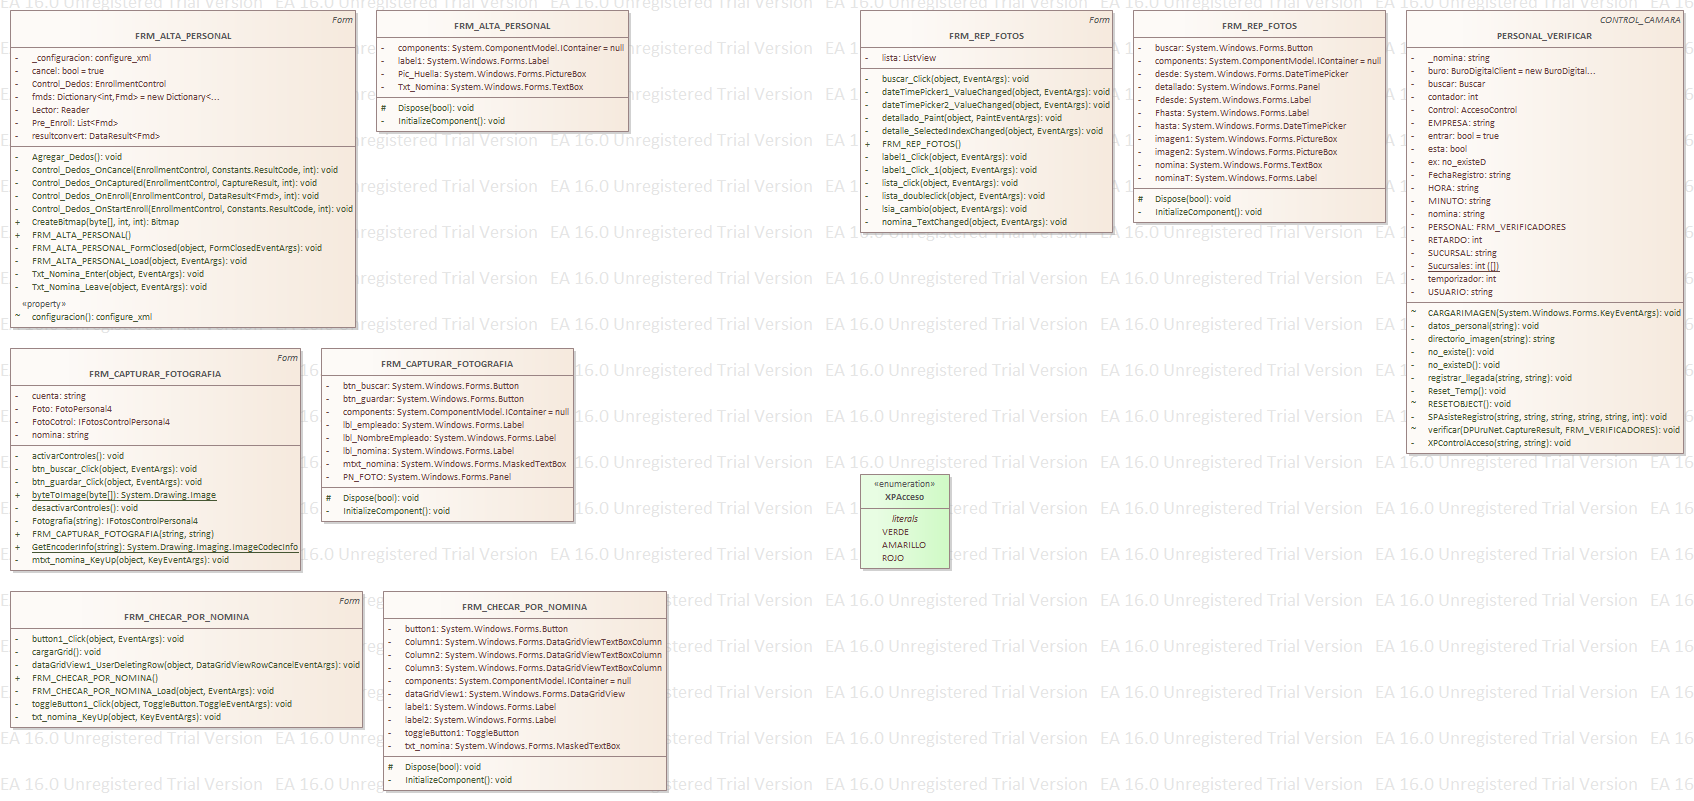 Form
FRM_ALTA_PERSONAL
- _configuracion: configure_xml
- cancel: bool = true
- Control_Dedos: EnrollmentControl
- fmds: Dictionary<int,Fmd> = new Dictionary<...
- Lector: Reader
- Pre_Enroll: List<Fmd>
- resultconvert: DataResult<Fmd>
- Agregar_Dedos(): void
- Control_Dedos_OnCancel(EnrollmentControl, Constants.ResultCode, int): void
- Control_Dedos_OnCaptured(EnrollmentControl, CaptureResult, int): void
- Control_Dedos_OnEnroll(EnrollmentControl, DataResult<Fmd>, int): void
- Control_Dedos_OnStartEnroll(EnrollmentControl, Constants.ResultCode, int): void
+ CreateBitmap(byte[], int, int): Bitmap
+ FRM_ALTA_PERSONAL()
- FRM_ALTA_PERSONAL_FormClosed(object, FormClosedEventArgs): void
- FRM_ALTA_PERSONAL_Load(object, EventArgs): void
- Txt_Nomina_Enter(object, EventArgs): void
- Txt_Nomina_Leave(object, EventArgs): void
«property»
~ configuracion(): configure_xml
FRM_ALTA_PERSONAL
- components: System.ComponentModel.IContainer = null
- label1: System.Windows.Forms.Label
- Pic_Huella: System.Windows.Forms.PictureBox
- Txt_Nomina: System.Windows.Forms.TextBox
# Dispose(bool): void
- InitializeComponent(): void
Form
FRM_REP_FOTOS
- lista: ListView
- buscar_Click(object, EventArgs): void
- dateTimePicker1_ValueChanged(object, EventArgs): void
- dateTimePicker2_ValueChanged(object, EventArgs): void
- detallado_Paint(object, PaintEventArgs): void
- detalle_SelectedIndexChanged(object, EventArgs): void
+ FRM_REP_FOTOS()
- label1_Click(object, EventArgs): void
- label1_Click_1(object, EventArgs): void
- lista_click(object, EventArgs): void
- lista_doubleclick(object, EventArgs): void
- lsia_cambio(object, EventArgs): void
- nomina_TextChanged(object, EventArgs): void
FRM_REP_FOTOS
- buscar: System.Windows.Forms.Button
- components: System.ComponentModel.IContainer = null
- desde: System.Windows.Forms.DateTimePicker
- detallado: System.Windows.Forms.Panel
- Fdesde: System.Windows.Forms.Label
- Fhasta: System.Windows.Forms.Label
- hasta: System.Windows.Forms.DateTimePicker
- imagen1: System.Windows.Forms.PictureBox
- imagen2: System.Windows.Forms.PictureBox
- nomina: System.Windows.Forms.TextBox
- nominaT: System.Windows.Forms.Label
# Dispose(bool): void
- InitializeComponent(): void
CONTROL_CAMARA
PERSONAL_VERIFICAR
- _nomina: string
- buro: BuroDigitalClient = new BuroDigital...
- buscar: Buscar
- contador: int
- Control: AccesoControl
- EMPRESA: string
- entrar: bool = true
- esta: bool
- ex: no_existeD
- FechaRegistro: string
- HORA: string
- MINUTO: string
- nomina: string
- PERSONAL: FRM_VERIFICADORES
- RETARDO: int
- SUCURSAL: string
- Sucursales: int ([])
- temporizador: int
- USUARIO: string
~ CARGARIMAGEN(System.Windows.Forms.KeyEventArgs): void
- datos_personal(string): void
- directorio_imagen(string): string
- no_existe(): void
- no_existeD(): void
- registrar_llegada(string, string): void
- Reset_Temp(): void
~ RESETOBJECT(): void
- SPAsisteRegistro(string, string, string, string, string, int): void
~ verificar(DPUruNet.CaptureResult, FRM_VERIFICADORES): void
- XPControlAcceso(string, string): void
Form
FRM_CAPTURAR_FOTOGRAFIA
- cuenta: string
- Foto: FotoPersonal4
- FotoCotrol: IFotosControlPersonal4
- nomina: string
- activarControles(): void
- btn_buscar_Click(object, EventArgs): void
- btn_guardar_Click(object, EventArgs): void
+ byteToImage(byte[]): System.Drawing.Image
- desactivarControles(): void
- Fotografia(string): IFotosControlPersonal4
+ FRM_CAPTURAR_FOTOGRAFIA(string, string)
+ GetEncoderInfo(string): System.Drawing.Imaging.ImageCodecInfo
- mtxt_nomina_KeyUp(object, KeyEventArgs): void
FRM_CAPTURAR_FOTOGRAFIA
- btn_buscar: System.Windows.Forms.Button
- btn_guardar: System.Windows.Forms.Button
- components: System.ComponentModel.IContainer = null
- lbl_empleado: System.Windows.Forms.Label
- lbl_NombreEmpleado: System.Windows.Forms.Label
- lbl_nomina: System.Windows.Forms.Label
- mtxt_nomina: System.Windows.Forms.MaskedTextBox
- PN_FOTO: System.Windows.Forms.Panel
# Dispose(bool): void
- InitializeComponent(): void
«enumeration»
XPAcceso
literals
VERDE
AMARILLO
ROJO
Form
FRM_CHECAR_POR_NOMINA
- button1_Click(object, EventArgs): void
- cargarGrid(): void
- dataGridView1_UserDeletingRow(object, DataGridViewRowCancelEventArgs): void
+ FRM_CHECAR_POR_NOMINA()
- FRM_CHECAR_POR_NOMINA_Load(object, EventArgs): void
- toggleButton1_Click(object, ToggleButton.ToggleEventArgs): void
- txt_nomina_KeyUp(object, KeyEventArgs): void
FRM_CHECAR_POR_NOMINA
- button1: System.Windows.Forms.Button
- Column1: System.Windows.Forms.DataGridViewTextBoxColumn
- Column2: System.Windows.Forms.DataGridViewTextBoxColumn
- Column3: System.Windows.Forms.DataGridViewTextBoxColumn
- components: System.ComponentModel.IContainer = null
- dataGridView1: System.Windows.Forms.DataGridView
- label1: System.Windows.Forms.Label
- label2: System.Windows.Forms.Label
- toggleButton1: ToggleButton
- txt_nomina: System.Windows.Forms.MaskedTextBox
# Dispose(bool): void
- InitializeComponent(): void
EA 16.0 Unregistered Trial Version